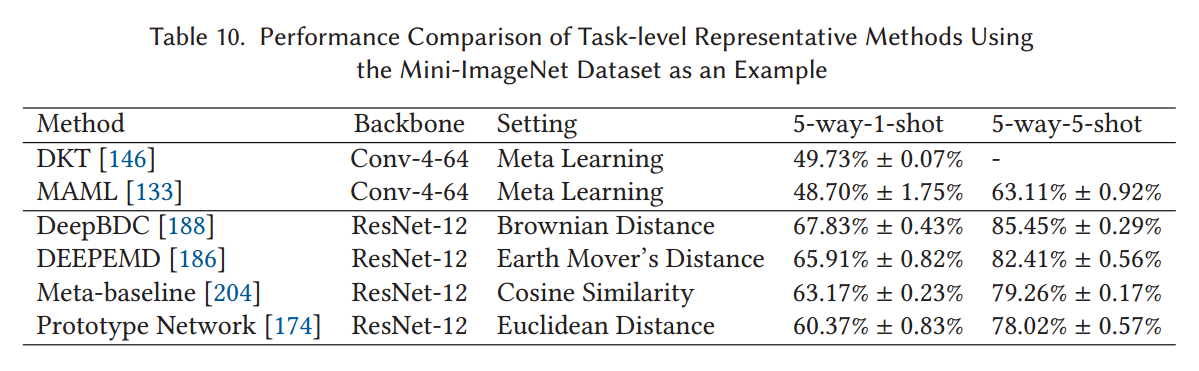 Table 10. Performance Comparison of Task-level Representative Methods Using
the Mini-ImageNet Dataset as an Example
Method Backbone Setting 5-way-1-shot 5-way-5-shot
DKT [146] Conv-4-64 Meta Learning 49.73% ± 0.07% -
MAML [133] Conv-4-64 Meta Learning 48.70% ± 1.75% 63.11% ± 0.92%
DeepBDC [188] ResNet-12 Brownian Distance 67.83% ± 0.43% 85.45% ± 0.29%
DEEPEMD [186] ResNet-12 Earth Mover's Distance 65.91% ± 0.82% 82.41% ± 0.56%
Meta-baseline [204] ResNet-12 Cosine Similarity 63.17% ± 0.23% 79.26% ± 0.17%
Prototype Network [174] ResNet-12 Euclidean Distance 60.37% ± 0.83% 78.02% ± 0.57%